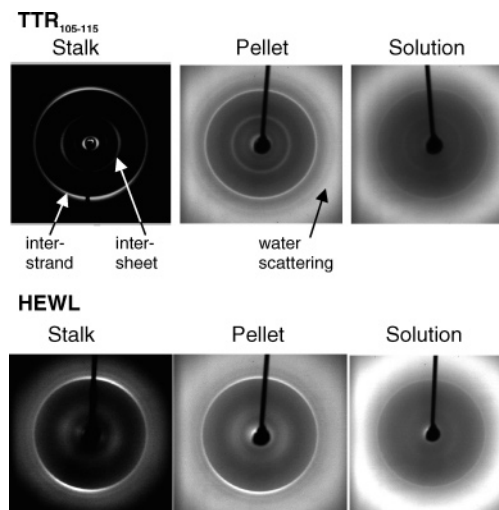 TTR105-115
Stalk Pellet Solution
inter-
strand
inter-
sheet
water
scattering
HEWL
Stalk Pellet Solution